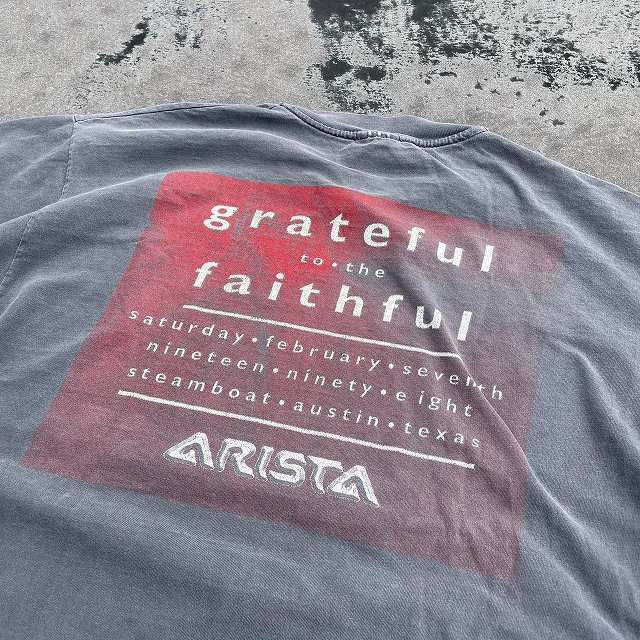 grateful
to•the
faithful
saturday•february•seventh
nineteen•ninety•eight
steamboat•austin•texas
ARISTA